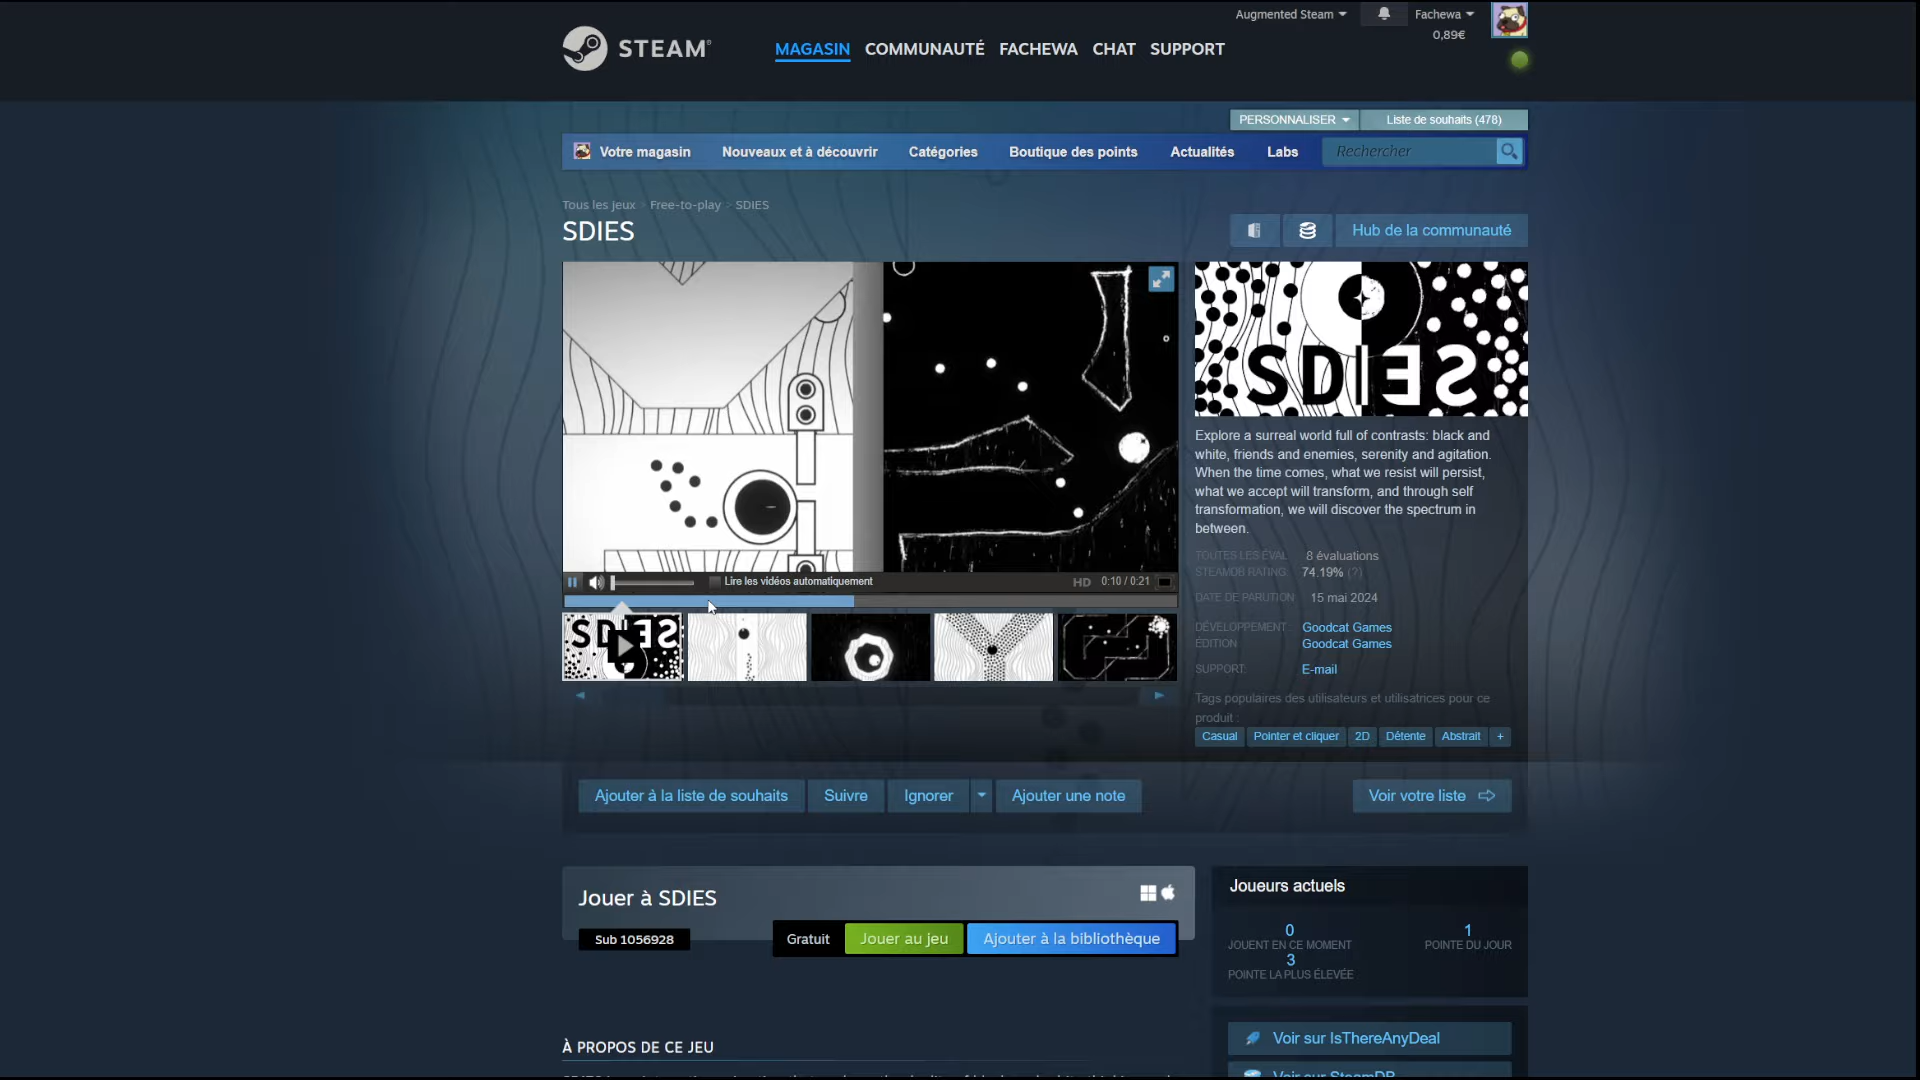 Augmented Steam
Fachewa
0,89€
STEAM
MAGASIN COMMUNAUTÉ FACHEWA CHAT SUPPORT
PERSONNALISER
Liste de souhaits (478)
Votre magasin
Nouveaux et à découvrir
Catégories
Boutique des points
Actualités
Labs
Rechercher
Tous les jeux
Free-to-play
SDIES
SDIES
Hub de la communauté
SDIES
Explore a surreal world full of contrasts: black and
white, friends and enemies, serenity and agitation.
When the time comes, what we resist will persist,
what we accept will transform, and through self
transformation, we will discover the spectrum in
between.
TOUTES LES ÉVAL
8 évaluations
STEAMDB RATING:
74.19% (?)
Lire les vidéos automatiquement
HD
0:10 / 0:21
DATE DE PARUTION
15 mai 2024
DÉVELOPPEMENT:
Goodcat Games
ÉDITION
Goodcat Games
SUPPORT:
E-mail
SDIES
Tags populaires des utilisateurs et utilisatrices pour ce
produit :
Casual
Pointer et cliquer
2D
Détente
Abstrait
+
Ajouter à la liste de souhaits
Suivre
Ignorer
Ajouter une note
Voir votre liste
Jouer à SDIES
Sub 1056928
Gratuit
Jouer au jeu
Ajouter à la bibliothèque
Joueurs actuels
0
JOUENT EN CE MOMENT
1
POINTE DU JOUR
3
POINTE LA PLUS ÉLEVÉE
À PROPOS DE CE JEU
Voir sur IsThereAnyDeal
Voir sur SteamDB